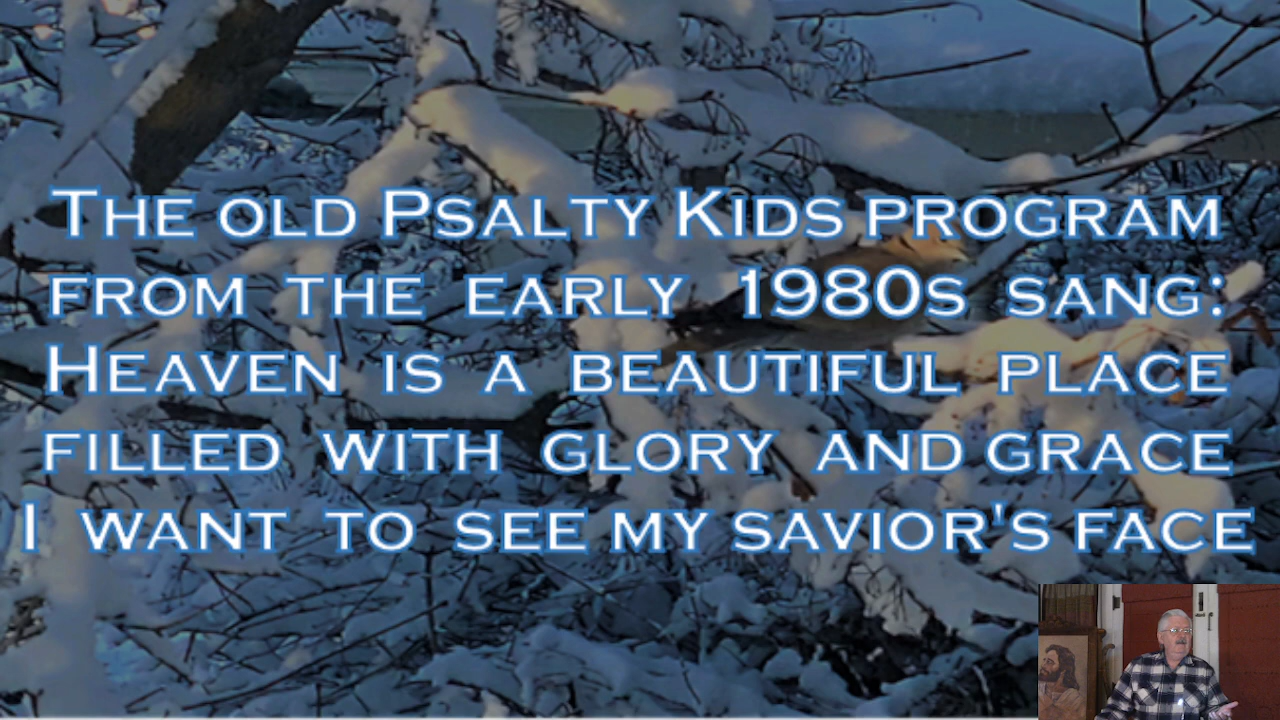 The old Psalty Kids program
from the early 1980s sang:
Heaven is a beautiful place
filled with glory and grace
I want to see my savior's face